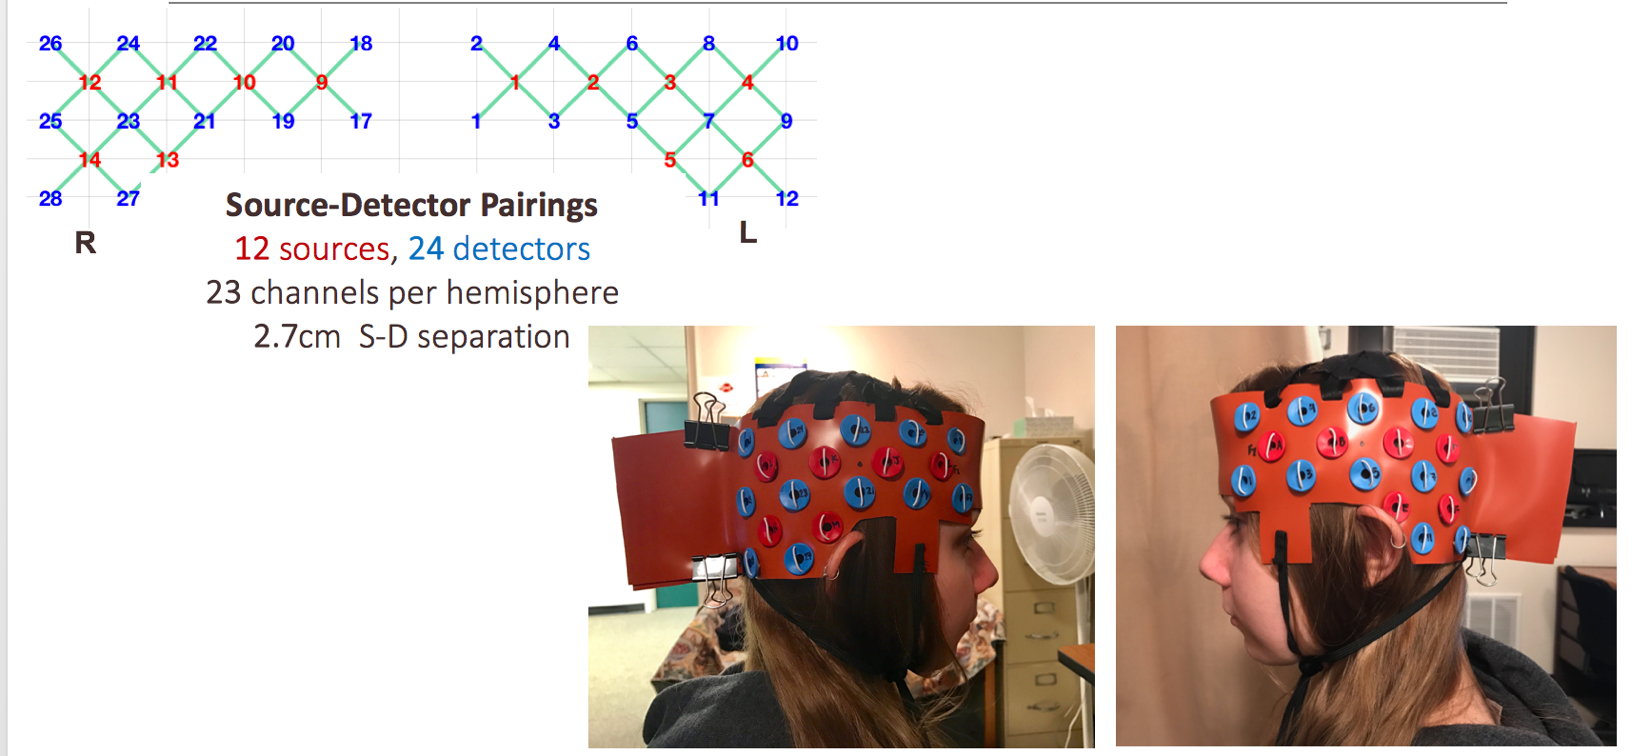 26 24 22 20 18 2 4 6 8 10
12 11 10 9 1 2 3 4
25 23 21 19 17 1 3 5 7 9
14 13 5 6
28 27 11 12
R L
Source-Detector Pairings
12 sources, 24 detectors
23 channels per hemisphere
2.7cm S-D separation